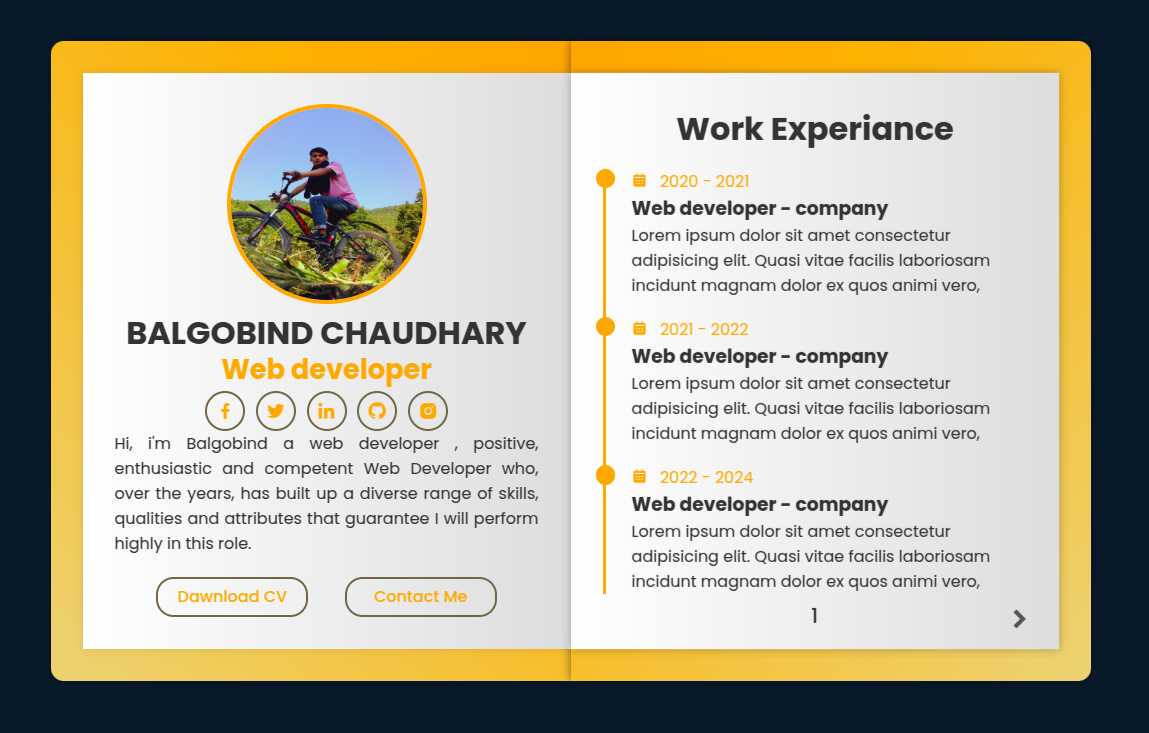 BALGOBIND CHAUDHARY
Web developer
Hi, i'm Balgobind a web developer , positive,
enthusiastic and competent Web Developer who,
over the years, has built up a diverse range of skills,
qualities and attributes that guarantee I will perform
highly in this role.
Dawnload CV
Contact Me
Work Experiance
2020 - 2021
Web developer - company
Lorem ipsum dolor sit amet consectetur
adipisicing elit. Quasi vitae facilis laboriosam
incidunt magnam dolor ex quos animi vero,
2021 - 2022
Web developer - company
Lorem ipsum dolor sit amet consectetur
adipisicing elit. Quasi vitae facilis laboriosam
incidunt magnam dolor ex quos animi vero,
2022 - 2024
Web developer - company
Lorem ipsum dolor sit amet consectetur
adipisicing elit. Quasi vitae facilis laboriosam
incidunt magnam dolor ex quos animi vero,
1